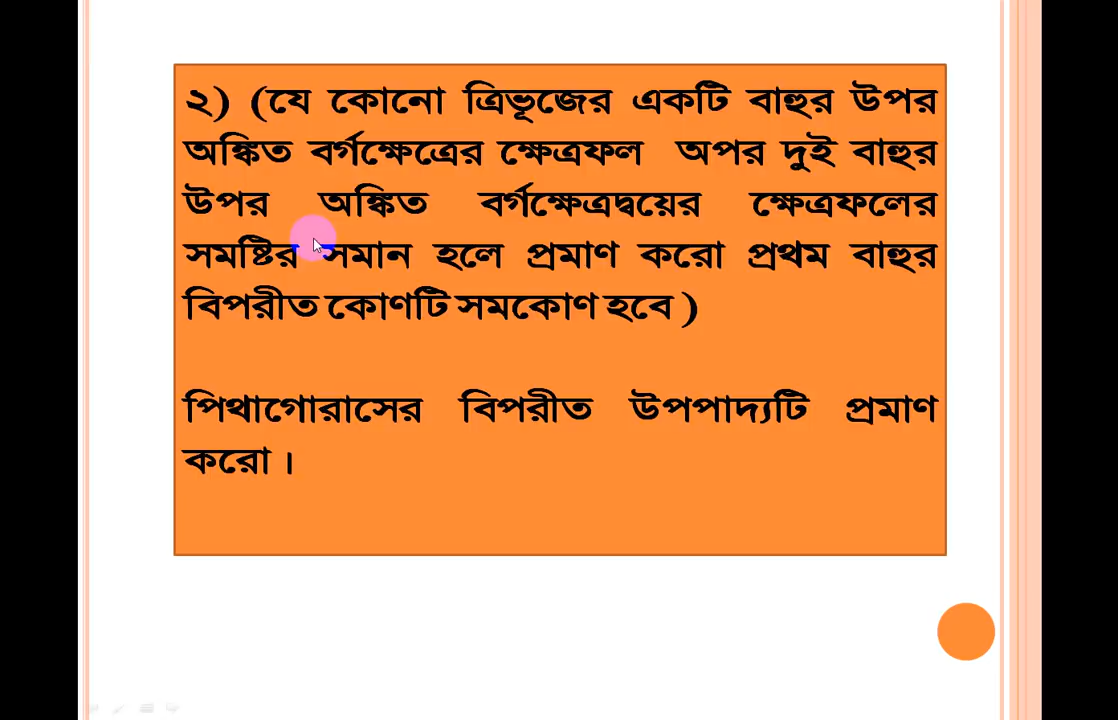 ২) (যে কোনো ত্রিভূজের একটি বাহুর উপর
অঙ্কিত বর্গক্ষেত্রের ক্ষেত্রফল অপর দুই বাহুর
উপর অঙ্কিত বর্গক্ষেত্রদ্বয়ের ক্ষেত্রফলের
সমষ্টির সমান হলে প্রমাণ করো প্রথম বাহুর
বিপরীত কোণটি সমকোণ হবে )
পিথাগোরাসের বিপরীত উপপাদ্যটি প্রমাণ
করো ।